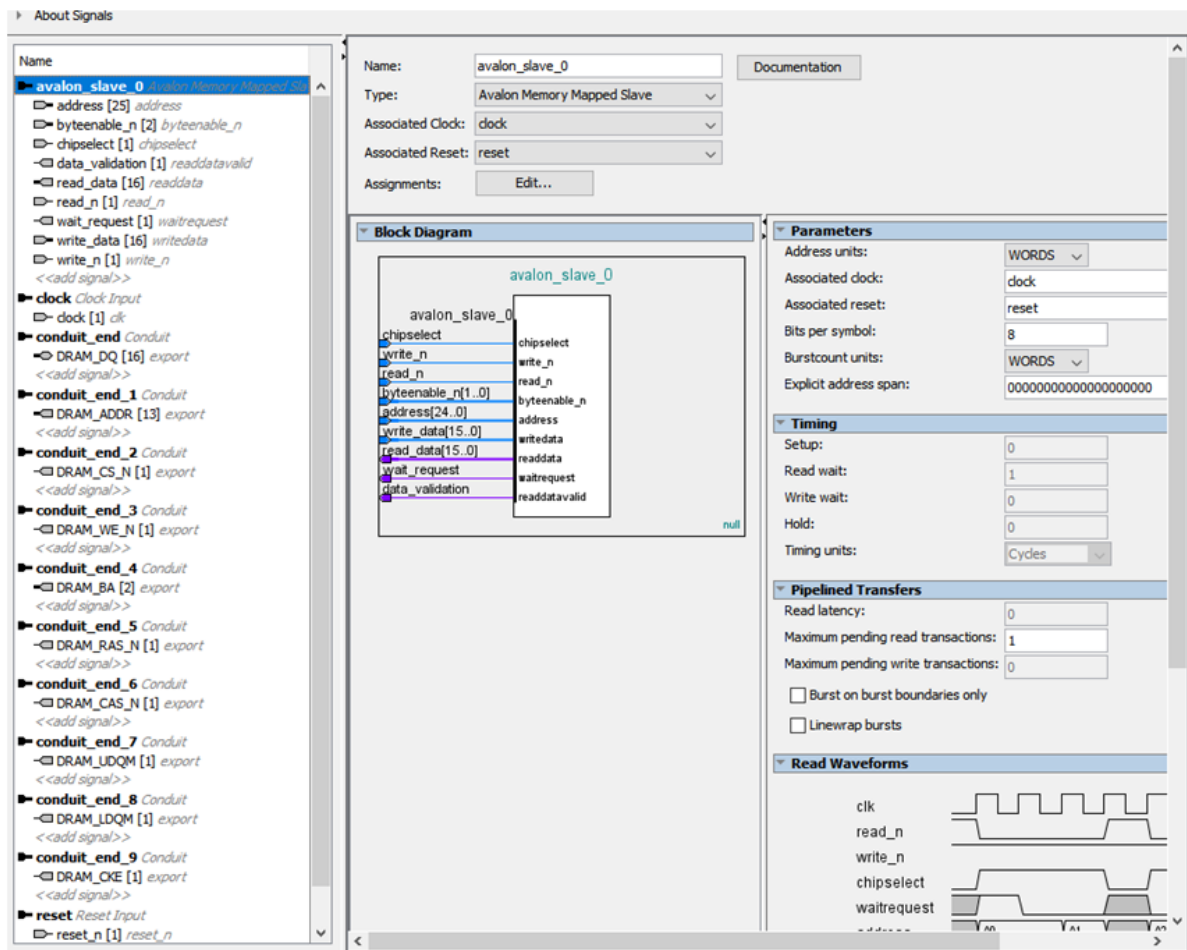 About Signals
Name
avalon_slave_0 Avalon Memory Mapped Sla
address [25] address
byteenable_n [2] byteenable_n
chipselect [1] chipselect
data_validation [1] readdatavalid
read_data [16] readdata
read_n [1] read_n
wait_request [1] waitrequest
write_data [16] writedata
write_n [1] write_n
<<add signal>>
clock Clock Input
clock [1] clk
conduit_end Conduit
DRAM_DQ [16] export
<<add signal>>
conduit_end_1 Conduit
DRAM_ADDR [13] export
<<add signal>>
conduit_end_2 Conduit
DRAM_CS_N [1] export
<<add signal>>
conduit_end_3 Conduit
DRAM_WE_N [1] export
<<add signal>>
conduit_end_4 Conduit
DRAM_BA [2] export
<<add signal>>
conduit_end_5 Conduit
DRAM_RAS_N [1] export
<<add signal>>
conduit_end_6 Conduit
DRAM_CAS_N [1] export
<<add signal>>
conduit_end_7 Conduit
DRAM_UDQM [1] export
<<add signal>>
conduit_end_8 Conduit
DRAM_LDQM [1] export
<<add signal>>
conduit_end_9 Conduit
DRAM_CKE [1] export
<<add signal>>
reset Reset Input
reset_n [1] reset_n
Name: avalon_slave_0 Documentation
Type: Avalon Memory Mapped Slave
Associated Clock: clock
Associated Reset: reset
Assignments: Edit...
Block Diagram
avalon_slave_0
avalon_slave_0
chipselect
chipselect
write_n
write_n
read_n
read_n
byteenable_n[1..0]
byteenable_n
address[24..0]
address
write_data[15..0]
writedata
read_data[15..0]
readdata
wait_request
waitrequest
data_validation
readdatavalid
null
Parameters
Address units: WORDS
Associated clock: clock
Associated reset: reset
Bits per symbol: 8
Burstcount units: WORDS
Explicit address span: 00000000000000000000
Timing
Setup: 0
Read wait: 1
Write wait: 0
Hold: 0
Timing units: Cycles
Pipelined Transfers
Read latency: 0
Maximum pending read transactions: 1
Maximum pending write transactions: 0
Burst on burst boundaries only
Linewrap bursts
Read Waveforms
clk
read_n
write_n
chipselect
waitrequest